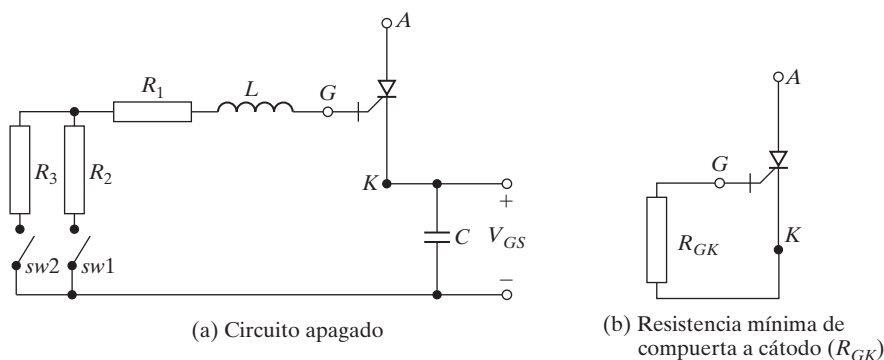 A
R1
L
G
R3
R2
K
+
C
VGS
sw2
sw1
−
(a) Circuito apagado
A
G
RGK
K
(b) Resistencia mínima de
compuerta a cátodo (RGK)